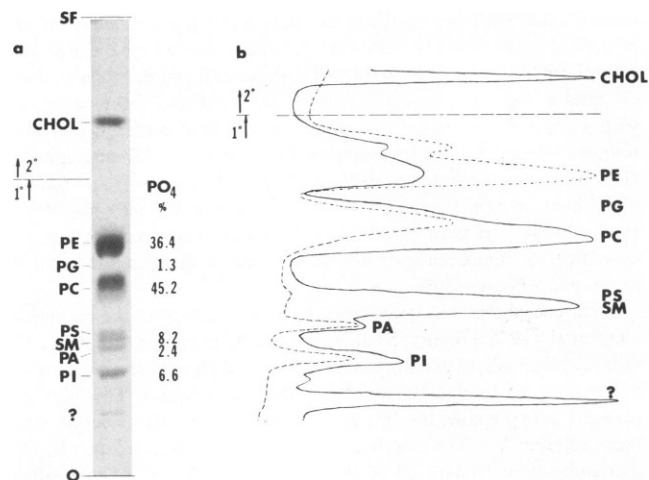 SF
a
CHOL
2°
1°
PO4
%
PE 36.4
PG 1.3
PC 45.2
PS
SM 8.2
PA 2.4
PI 6.6
?
O
b
CHOL
2°
1°
PE
PG
PC
PS
SM
PA
PI
?